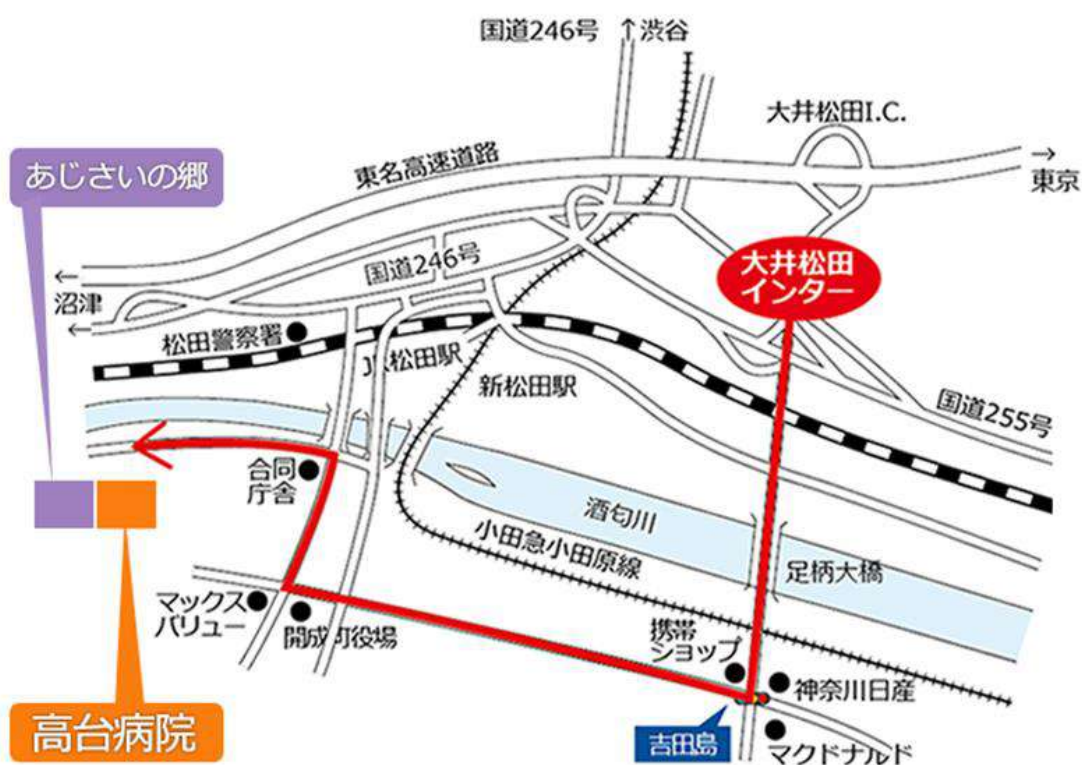 国道246号 ↑渋谷
大井松田I.C.
あじさいの郷
東名高速道路
→
東京
大井松田
インター
国道246号
←
沼津
←
松田警察署
JR松田駅
新松田駅
国道255号
合同
庁舎
酒匂川
小田急小田原線
足柄大橋
マックス
バリュー
開成町役場
携帯
ショップ
神奈川日産
高台病院
吉田島
マクドナルド